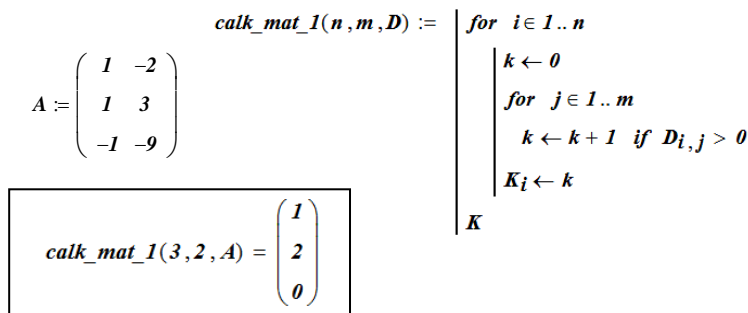 calk_mat_1(n,m,D) := for i∈ 1..n
k ← 0
for j∈ 1..m
k ← k+1 if D_{i,j} > 0
K_i ← k
K
A := ( 1 −2
1 3
−1 −9 )
calk_mat_1(3,2,A) = ( 1
2
0 )